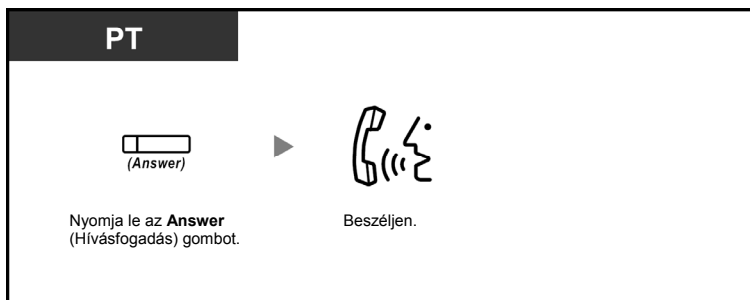 PT
(Answer)
Nyomja le az Answer
(Hívásfogadás) gombot.
Beszéljen.